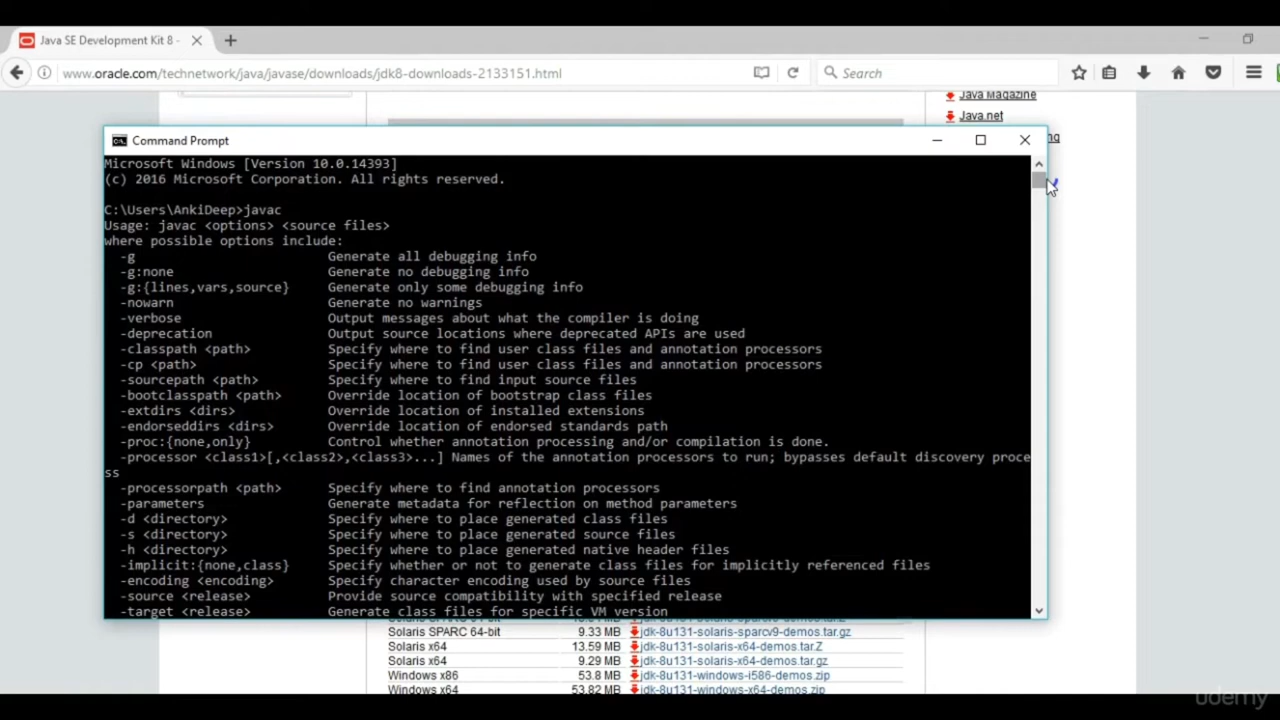 Java SE Development Kit 8 -
www.oracle.com/technetwork/java/javase/downloads/jdk8-downloads-2133151.html
Search
Java Magazine
Java.net
ng
Command Prompt
Microsoft Windows [Version 10.0.14393]
(c) 2016 Microsoft Corporation. All rights reserved.
C:\Users\AnkiDeep>javac
Usage: javac <options> <source files>
where possible options include:
-g Generate all debugging info
-g:none Generate no debugging info
-g:{lines,vars,source} Generate only some debugging info
-nowarn Generate no warnings
-verbose Output messages about what the compiler is doing
-deprecation Output source locations where deprecated APIs are used
-classpath <path> Specify where to find user class files and annotation processors
-cp <path> Specify where to find user class files and annotation processors
-sourcepath <path> Specify where to find input source files
-bootclasspath <path> Override location of bootstrap class files
-extdirs <dirs> Override location of installed extensions
-endorseddirs <dirs> Override location of endorsed standards path
-proc:{none,only} Control whether annotation processing and/or compilation is done.
-processor <class1>[,<class2>,<class3>...] Names of the annotation processors to run; bypasses default discovery proce
ss
-processorpath <path> Specify where to find annotation processors
-parameters Generate metadata for reflection on method parameters
-d <directory> Specify where to place generated class files
-s <directory> Specify where to place generated source files
-h <directory> Specify where to place generated native header files
-implicit:{none,class} Specify whether or not to generate class files for implicitly referenced files
-encoding <encoding> Specify character encoding used by source files
-source <release> Provide source compatibility with specified release
-target <release> Generate class files for specific VM version
Solaris SPARC 64-bit 9.33 MB jdk-8u131-solaris-sparcv9-demos.tar.gz
Solaris x64 13.59 MB jdk-8u131-solaris-x64-demos.tar.Z
Solaris x64 9.29 MB jdk-8u131-solaris-x64-demos.tar.gz
Windows x86 53.8 MB jdk-8u131-windows-i586-demos.zip
Windows x64 53.82 MB jdk-8u131-windows-x64-demos.zip
udemy